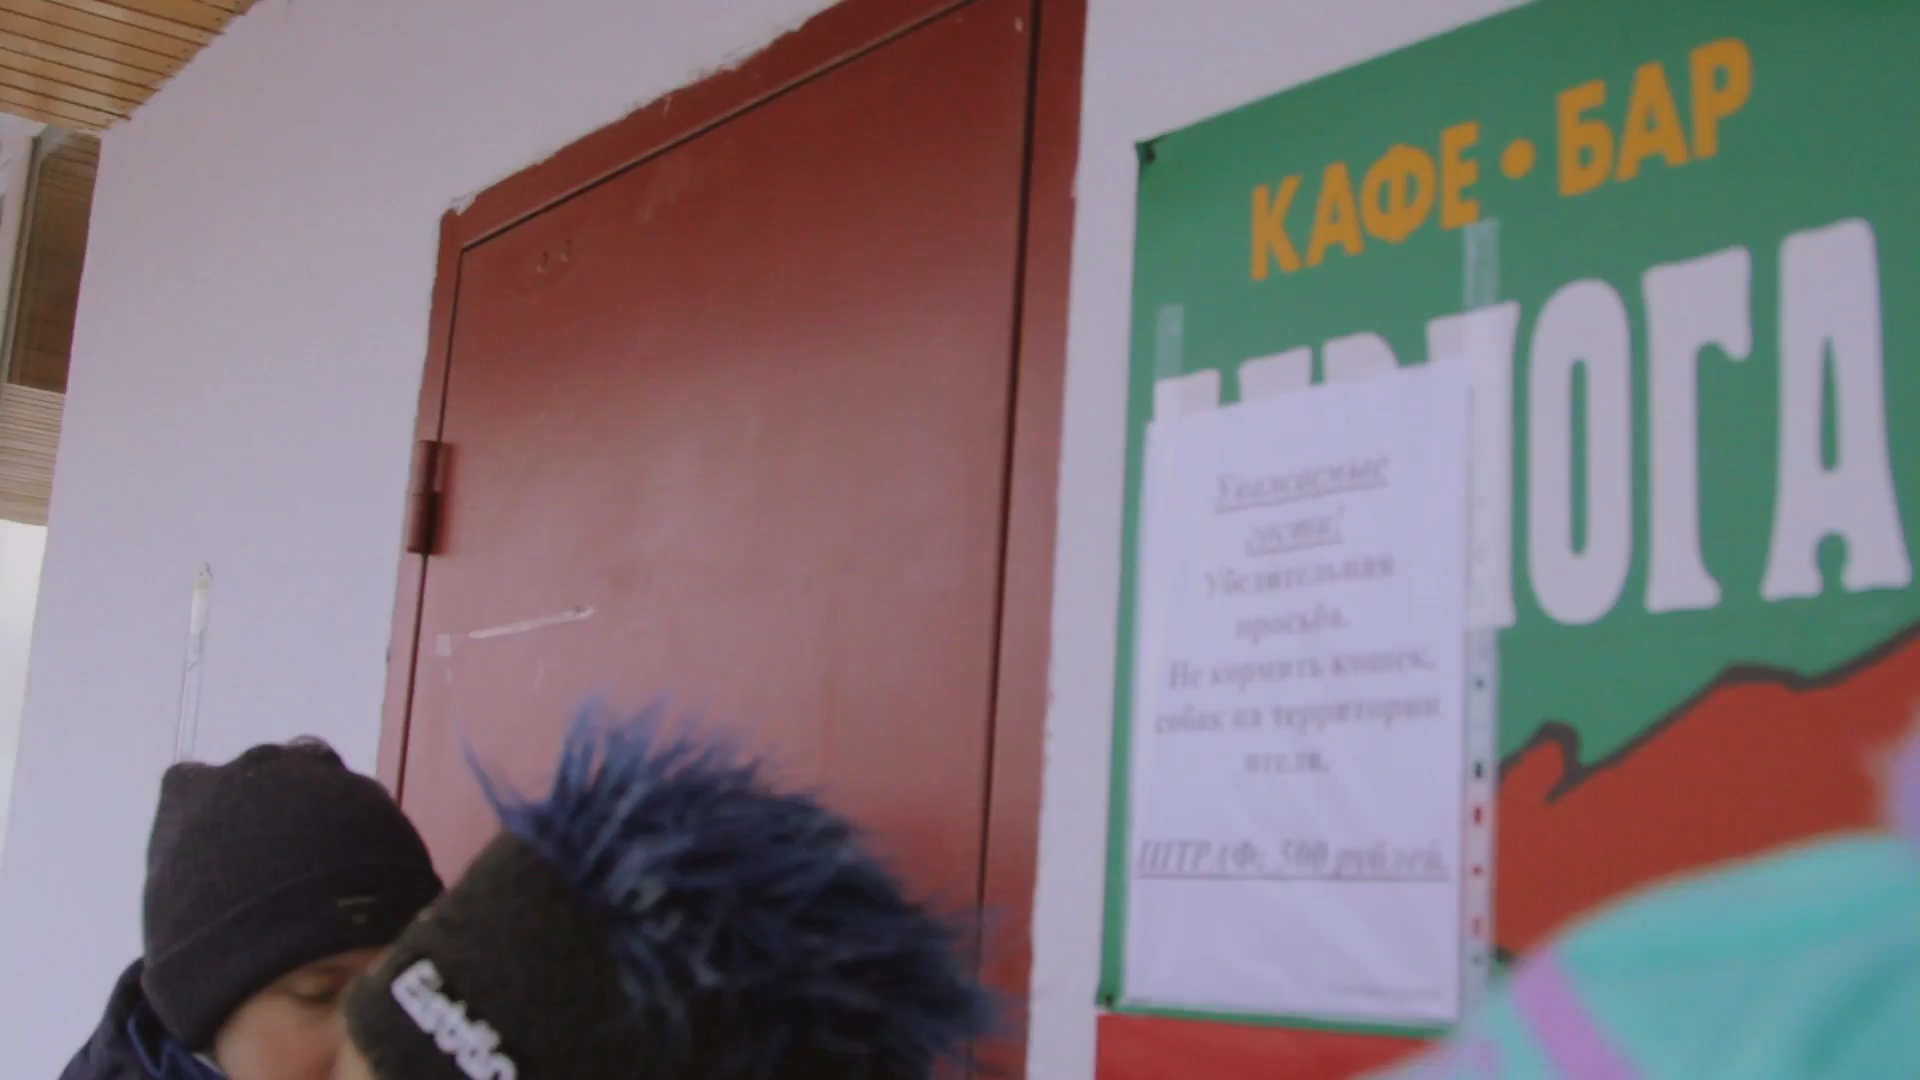 КАФЕ • БАР
ОГА
Уважаемые
гости!
Убедительная
просьба.
Не кормить кошек,
собак на территории
отеля.
ШТРАФ: 500 рублей.